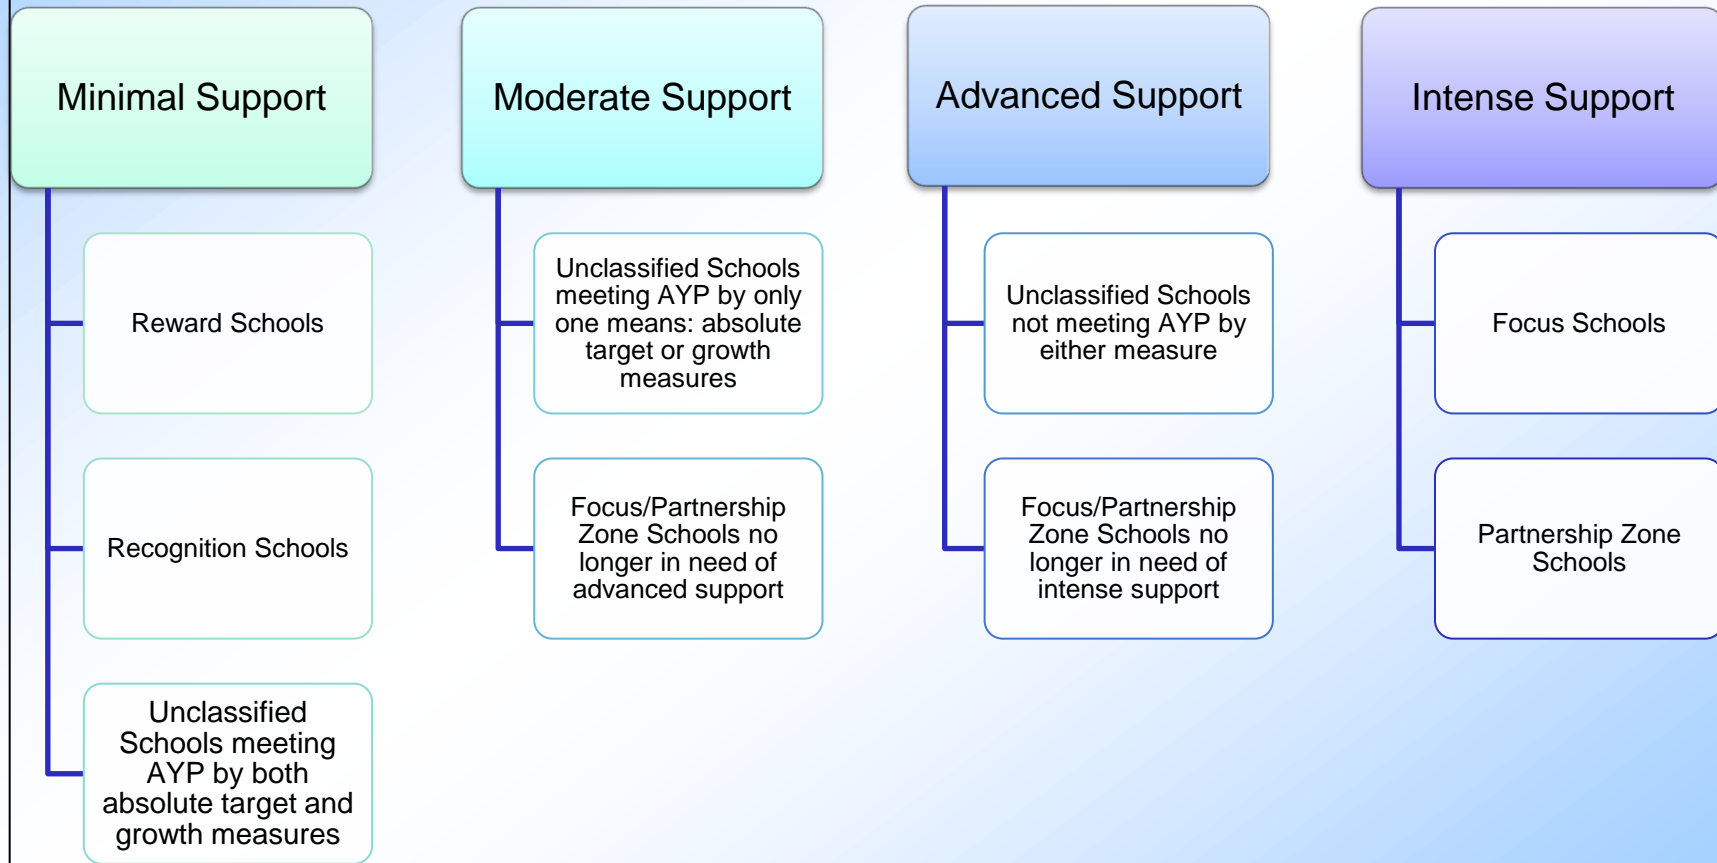 Minimal Support
Reward Schools
Recognition Schools
Unclassified
Schools meeting
AYP by both
absolute target and
growth measures
Moderate Support
Unclassified Schools
meeting AYP by only
one means: absolute
target or growth
measures
Focus/Partnership
Zone Schools no
longer in need of
advanced support
Advanced Support
Unclassified Schools
not meeting AYP by
either measure
Focus/Partnership
Zone Schools no
longer in need of
intense support
Intense Support
Focus Schools
Partnership Zone
Schools